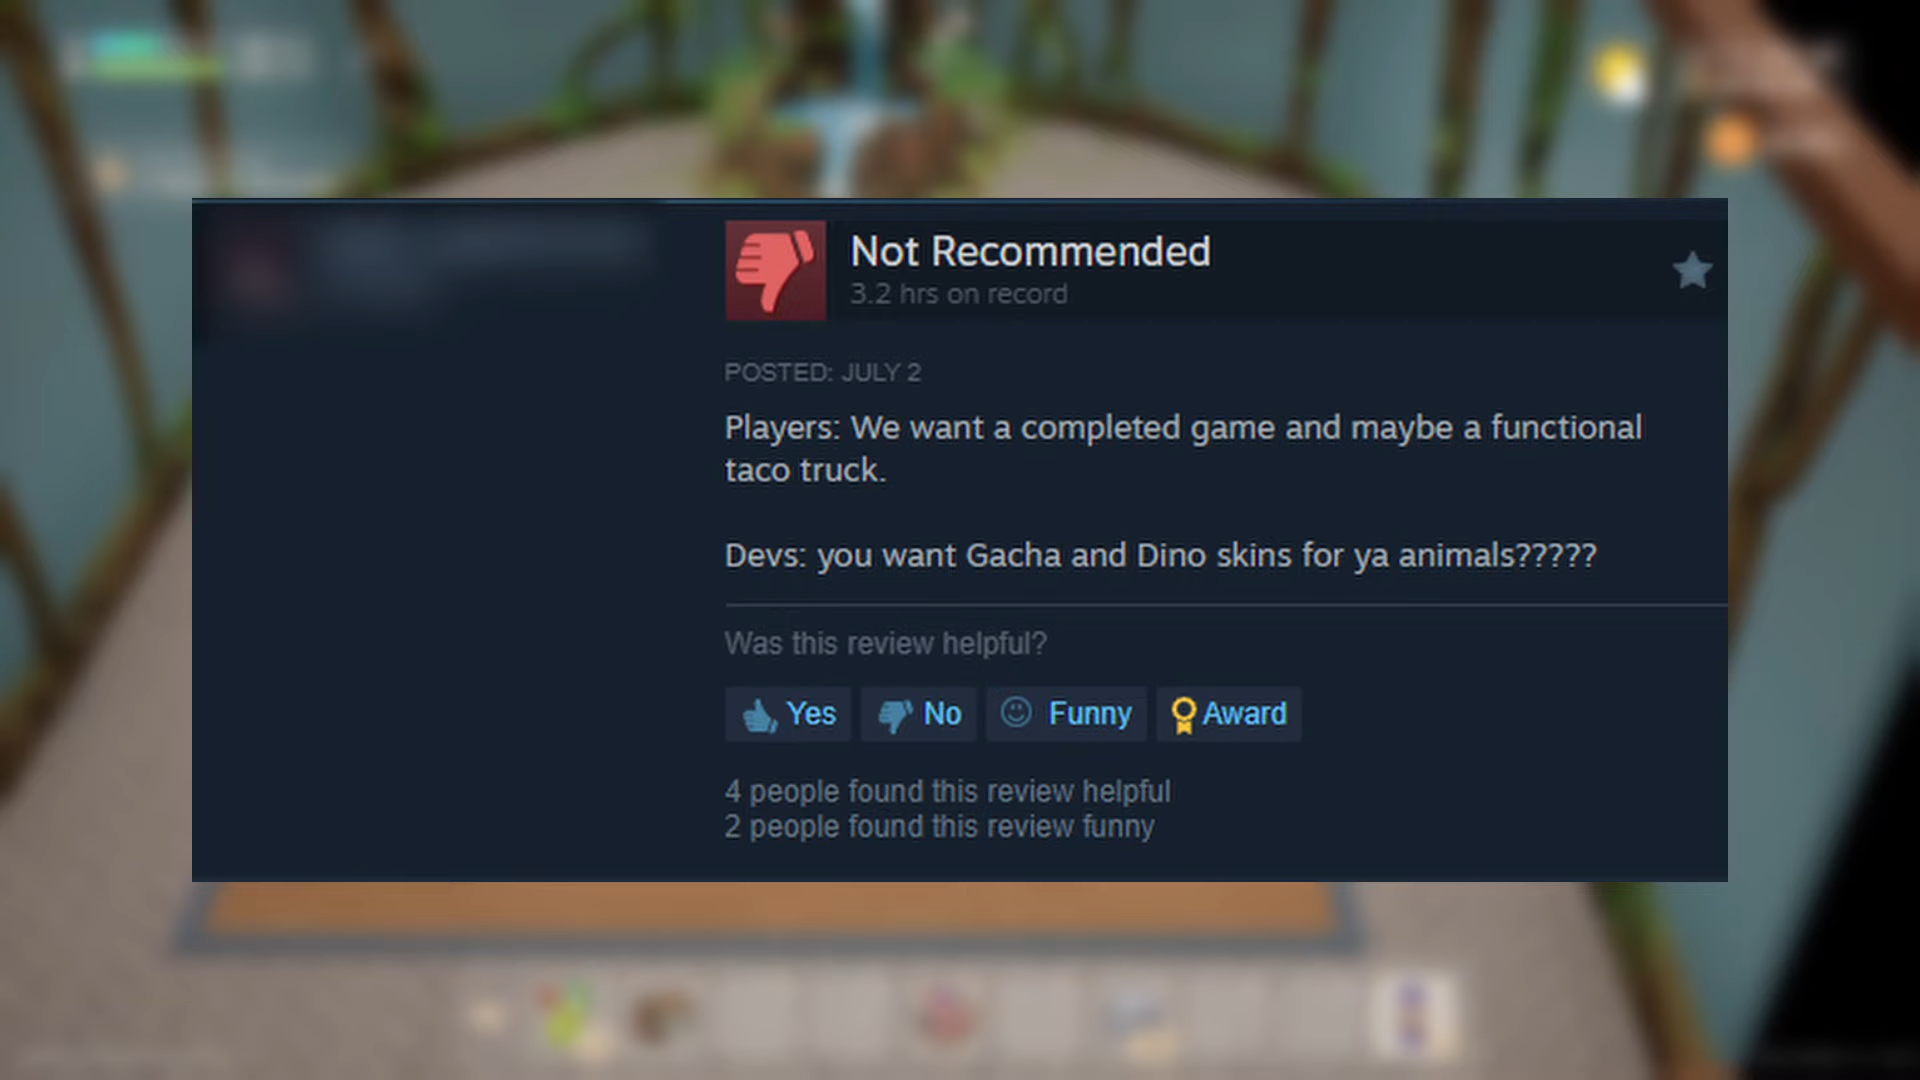 Not Recommended
3.2 hrs on record
POSTED: JULY 2
Players: We want a completed game and maybe a functional
taco truck.
Devs: you want Gacha and Dino skins for ya animals?????
Was this review helpful?
Yes No Funny Award
4 people found this review helpful
2 people found this review funny